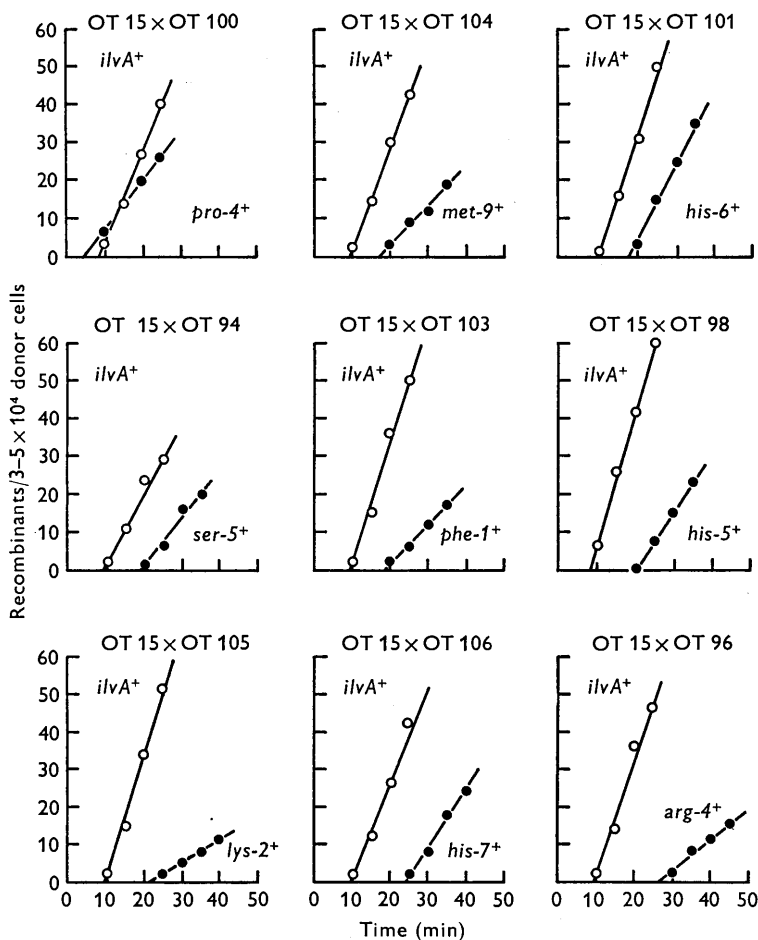 OT 15 × OT 100
OT 15 × OT 104
OT 15 × OT 101
60
50
40
30
20
10
0
ilvA+
pro-4+
ilvA+
met-9+
ilvA+
his-6+
OT 15 × OT 94
OT 15 × OT 103
OT 15 × OT 98
60
50
40
30
20
10
0
ilvA+
ser-5+
ilvA+
phe-1+
ilvA+
his-5+
OT 15 × OT 105
OT 15 × OT 106
OT 15 × OT 96
60
50
40
30
20
10
0
ilvA+
lys-2+
ilvA+
his-7+
ilvA+
arg-4+
0 10 20 30 40 50
0 10 20 30 40 50
0 10 20 30 40 50
Time (min)
Recombinants/3–5 × 10⁴ donor cells